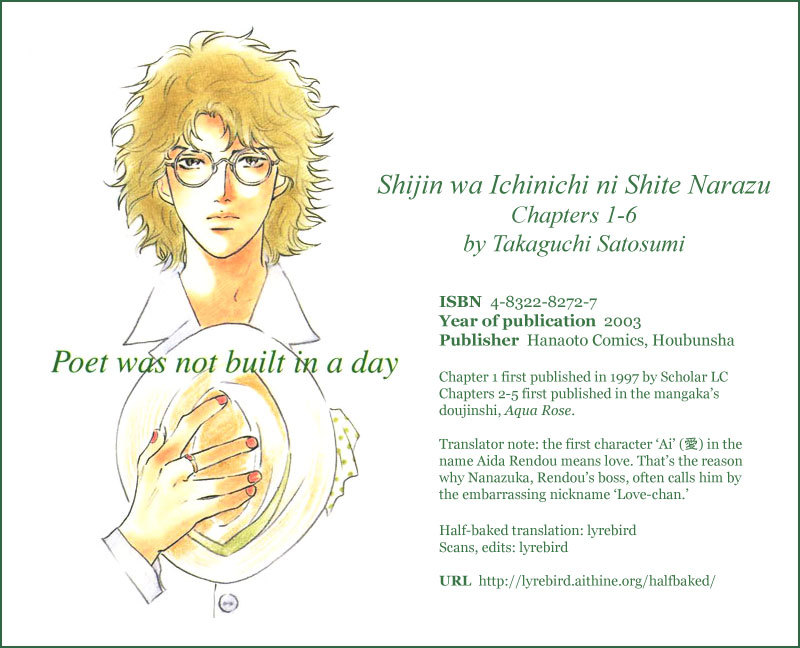 Shijin wa Ichinichi ni Shite Narazu
Chapters 1-6
by Takaguchi Satosumi
Poet was not built in a day
ISBN 4-8322-8272-7
Year of publication 2003
Publisher Hanaoto Comics, Houbunsha
Chapter 1 first published in 1997 by Scholar LC
Chapters 2-5 first published in the mangaka's
doujinshi, Aqua Rose.
Translator note: the first character ‘Ai’ (愛) in the
name Aida Rendou means love. That’s the reason
why Nanazuka, Rendou’s boss, often calls him by
the embarrassing nickname ‘Love-chan.’
Half-baked translation: lyrebird
Scans, edits: lyrebird
URL http://lyrebird.aithine.org/halfbaked/